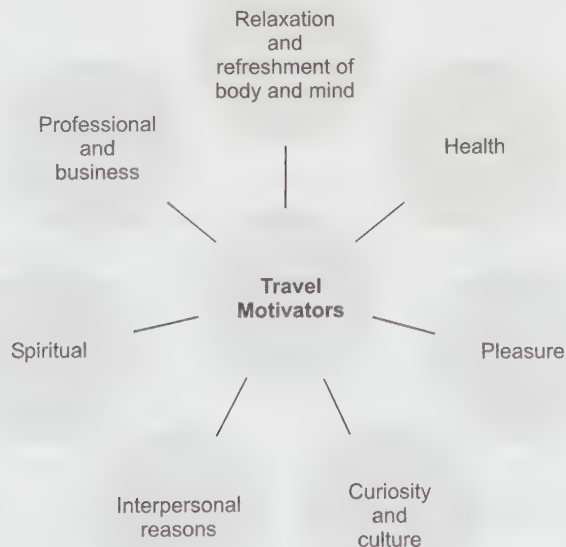 Relaxation
and
refreshment of
body and mind
Professional
and
business
Health
Travel
Motivators
Spiritual
Pleasure
Interpersonal
reasons
Curiosity
and
culture